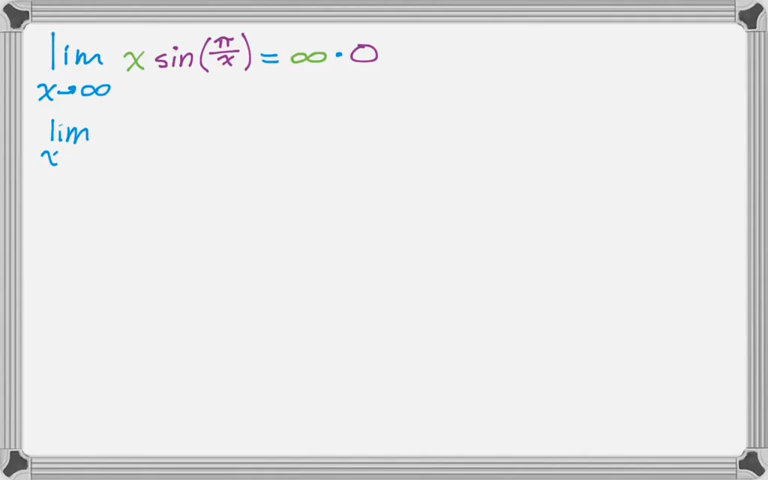 lim x sin(π/x) = ∞ · 0
x→∞
lim
x